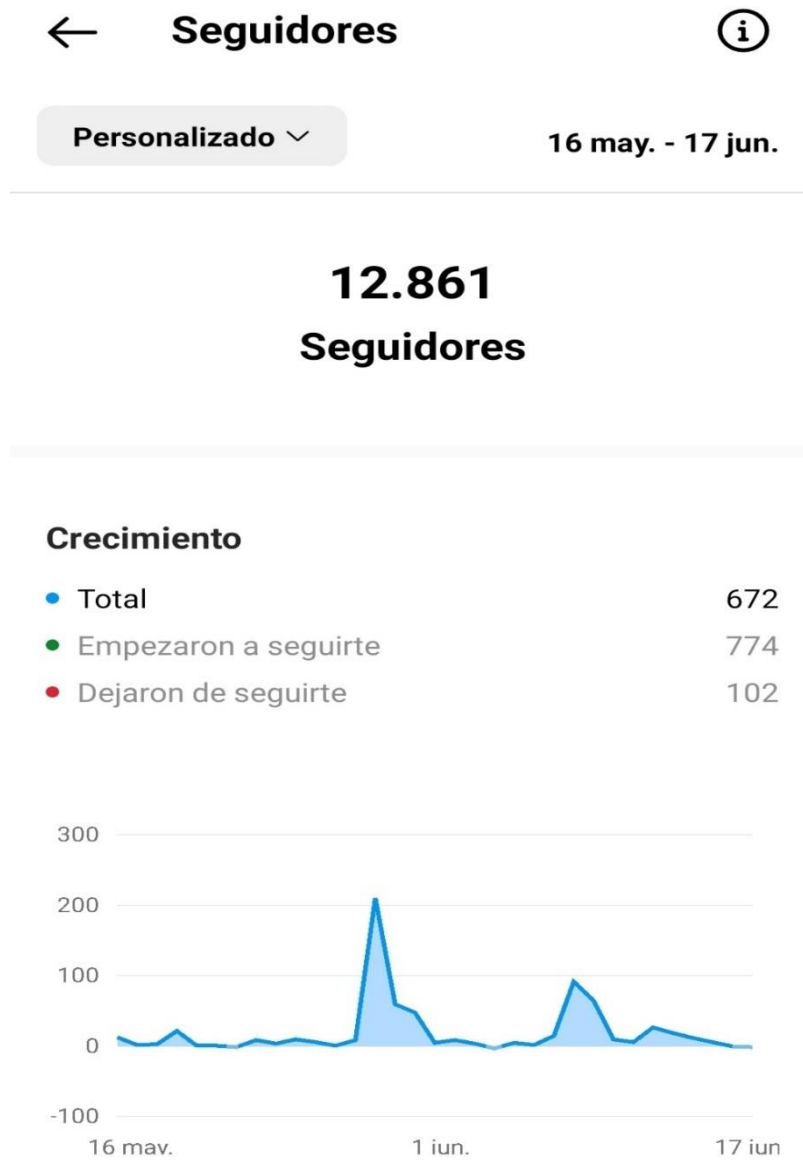 Seguidores
Personalizado
16 may. - 17 jun.
12.861
Seguidores
Crecimiento
Total 672
Empezaron a seguirte 774
Dejaron de seguirte 102
300
200
100
0
-100
16 may. 1 jun. 17 jun